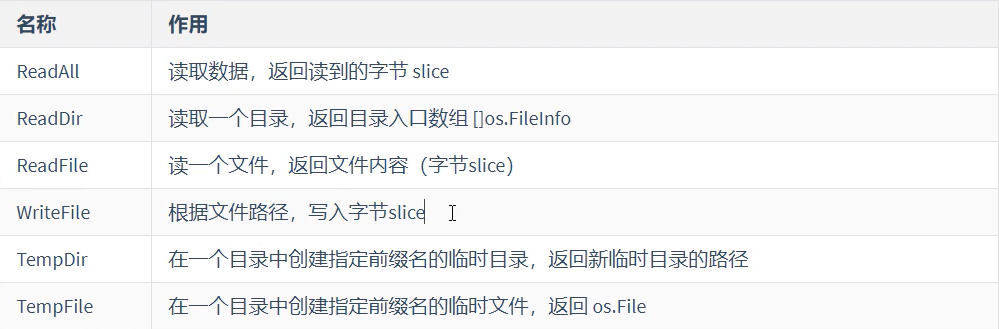 名称 作用
ReadAll 读取数据，返回读到的字节 slice
ReadDir 读取一个目录，返回目录入口数组 []os.FileInfo
ReadFile 读一个文件，返回文件内容（字节slice）
WriteFile 根据文件路径，写入字节slice
TempDir 在一个目录中创建指定前缀名的临时目录，返回新临时目录的路径
TempFile 在一个目录中创建指定前缀名的临时文件，返回 os.File